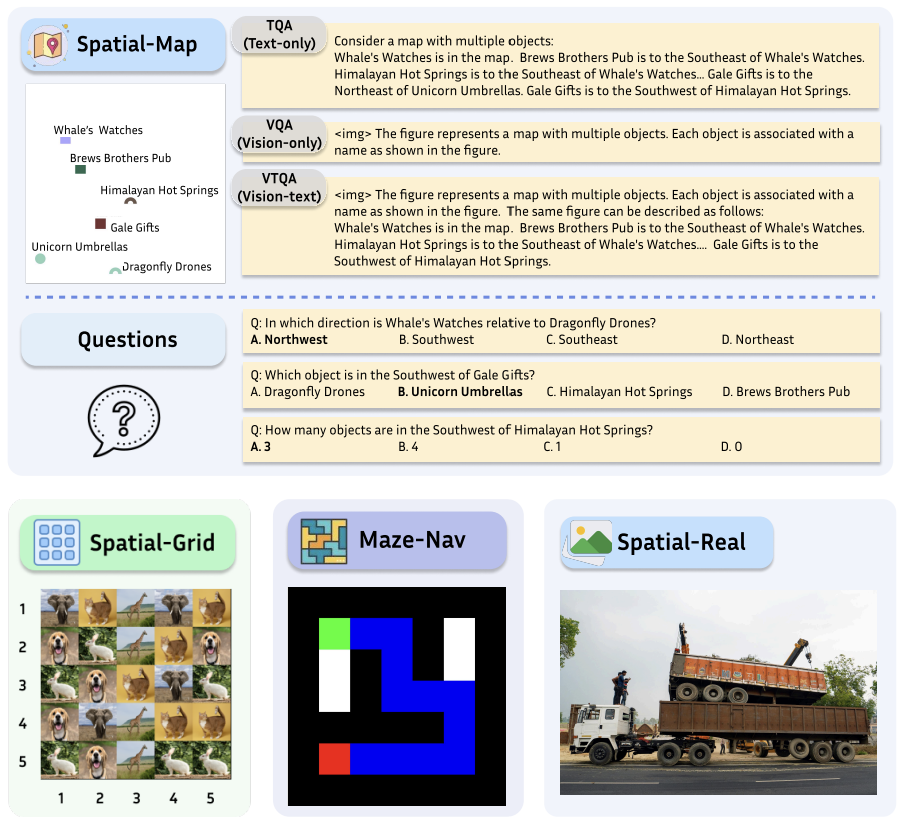 Spatial-Map
Whale's Watches
Brews Brothers Pub
Himalayan Hot Springs
Gale Gifts
Unicorn Umbrellas
Dragonfly Drones
TQA
(Text-only)
Consider a map with multiple objects:
Whale's Watches is in the map. Brews Brothers Pub is to the Southeast of Whale's Watches.
Himalayan Hot Springs is to the Southeast of Whale's Watches... Gale Gifts is to the
Northeast of Unicorn Umbrellas. Gale Gifts is to the Southwest of Himalayan Hot Springs.
VQA
(Vision-only)
<img> The figure represents a map with multiple objects. Each object is associated with a
name as shown in the figure.
VTQA
(Vision-text)
<img> The figure represents a map with multiple objects. Each object is associated with a
name as shown in the figure. The same figure can be described as follows:
Whale's Watches is in the map. Brews Brothers Pub is to the Southeast of Whale's Watches.
Himalayan Hot Springs is to the Southeast of Whale's Watches.... Gale Gifts is to the
Southwest of Himalayan Hot Springs.
Questions
Q: In which direction is Whale's Watches relative to Dragonfly Drones?
A. Northwest B. Southwest C. Southeast D. Northeast
Q: Which object is in the Southwest of Gale Gifts?
A. Dragonfly Drones B. Unicorn Umbrellas C. Himalayan Hot Springs D. Brews Brothers Pub
Q: How many objects are in the Southwest of Himalayan Hot Springs?
A. 3 B. 4 C. 1 D. 0
Spatial-Grid
1
2
3
4
5
1 2 3 4 5
Maze-Nav
Spatial-Real